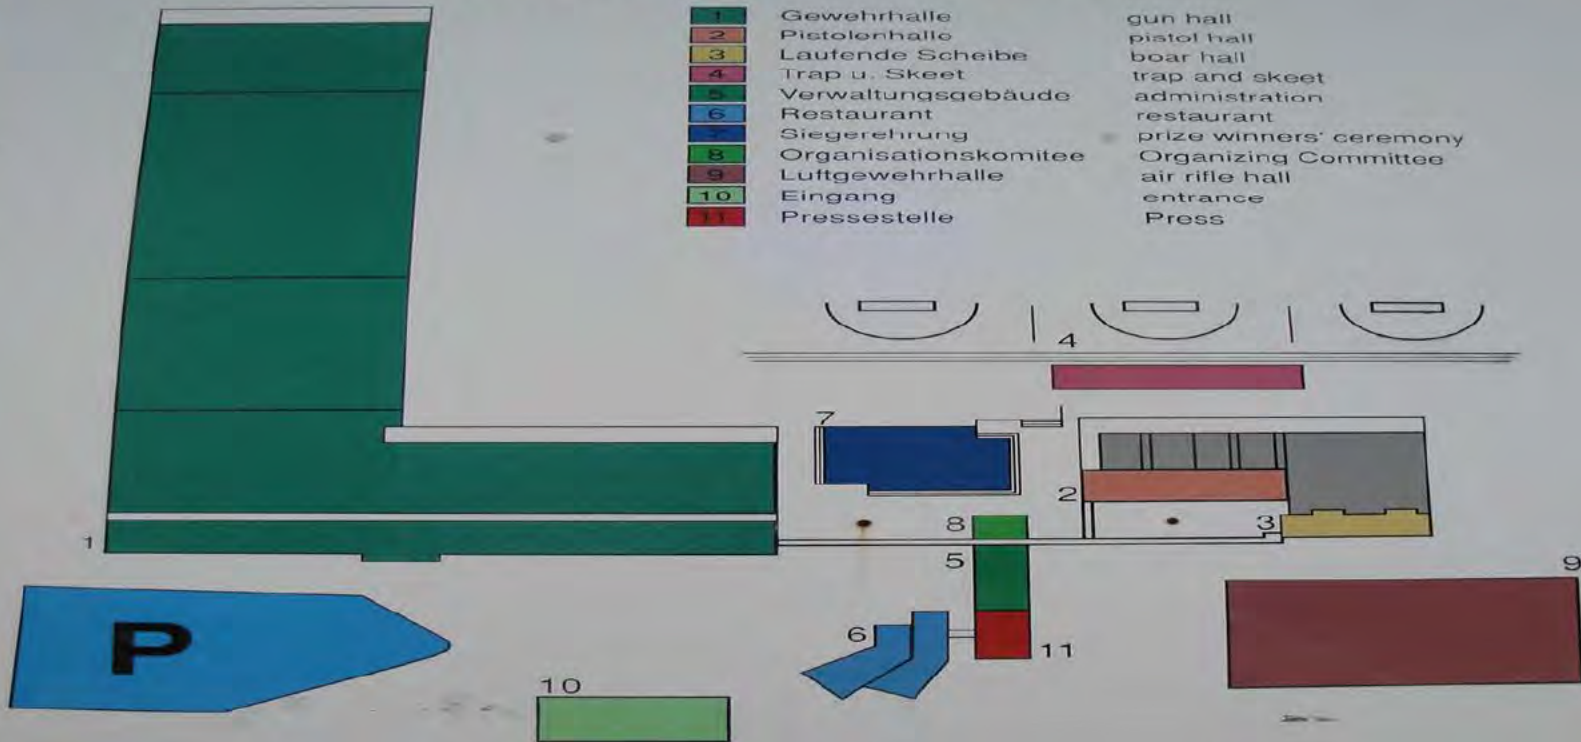 1 Gewehrhalle gun hall
2 Pistolenhalle pistol hall
3 Laufende Scheibe boar hall
4 Trap u. Skeet trap and skeet
5 Verwaltungsgebäude administration
6 Restaurant restaurant
7 Siegerehrung prize winners' ceremony
8 Organisationskomitee Organizing Committee
9 Luftgewehrhalle air rifle hall
10 Eingang entrance
11 Pressestelle Press
4
7
2
8
3
1
5
9
P
6
11
10